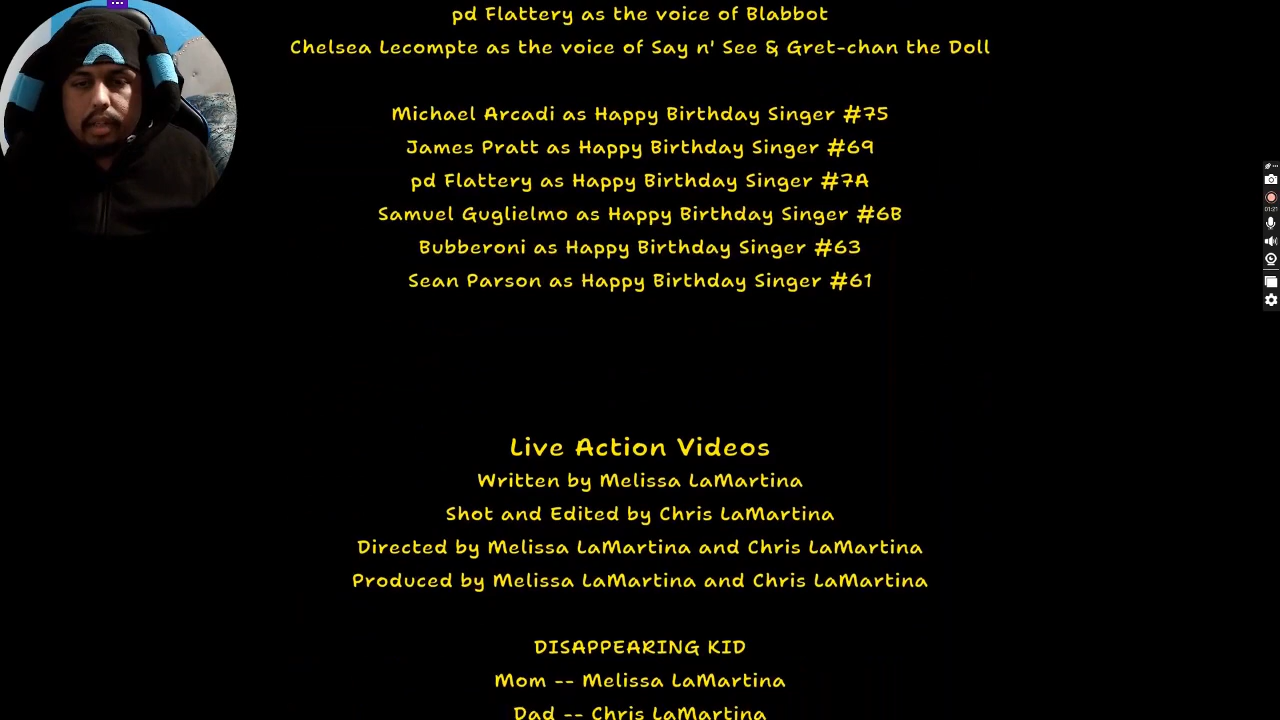 pd Flattery as the voice of Blabbot
Chelsea Lecompte as the voice of Say n' See & Gret-chan the Doll
Michael Arcadi as Happy Birthday Singer #75
James Pratt as Happy Birthday Singer #69
pd Flattery as Happy Birthday Singer #7A
Samuel Guglielmo as Happy Birthday Singer #6B
Bubberoni as Happy Birthday Singer #63
Sean Parson as Happy Birthday Singer #61
Live Action Videos
Written by Melissa LaMartina
Shot and Edited by Chris LaMartina
Directed by Melissa LaMartina and Chris LaMartina
Produced by Melissa LaMartina and Chris LaMartina
DISAPPEARING KID
Mom -- Melissa LaMartina
Dad -- Chris LaMartina